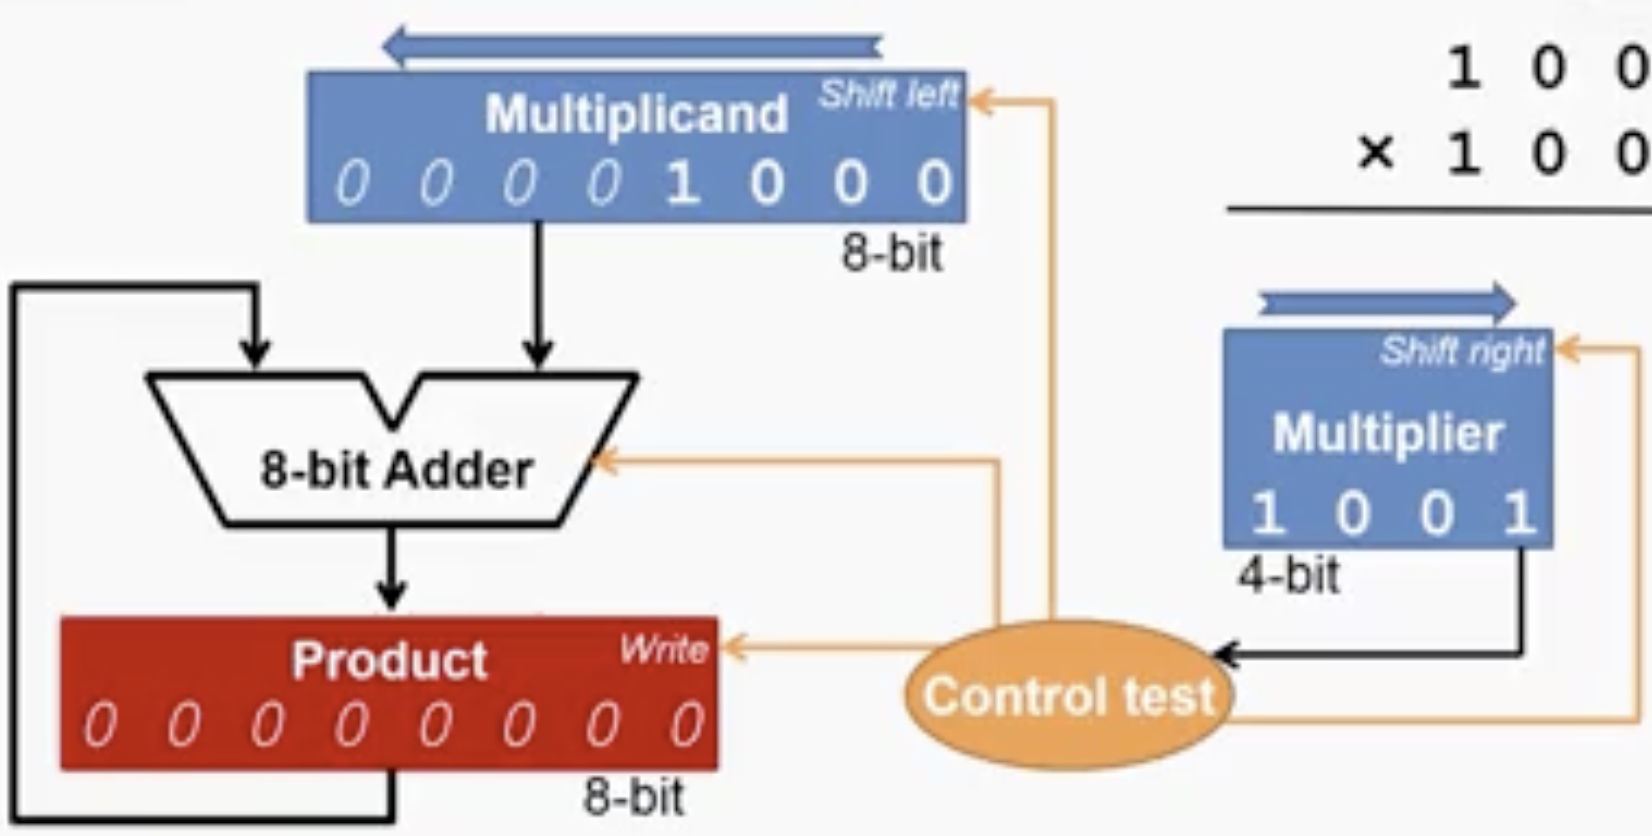 Shift left
Multiplicand
0 0 0 0 1 0 0 0
8-bit
1 0 0
× 1 0 0
8-bit Adder
Shift right
Multiplier
1 0 0 1
4-bit
Product
Write
0 0 0 0 0 0 0 0
8-bit
Control test